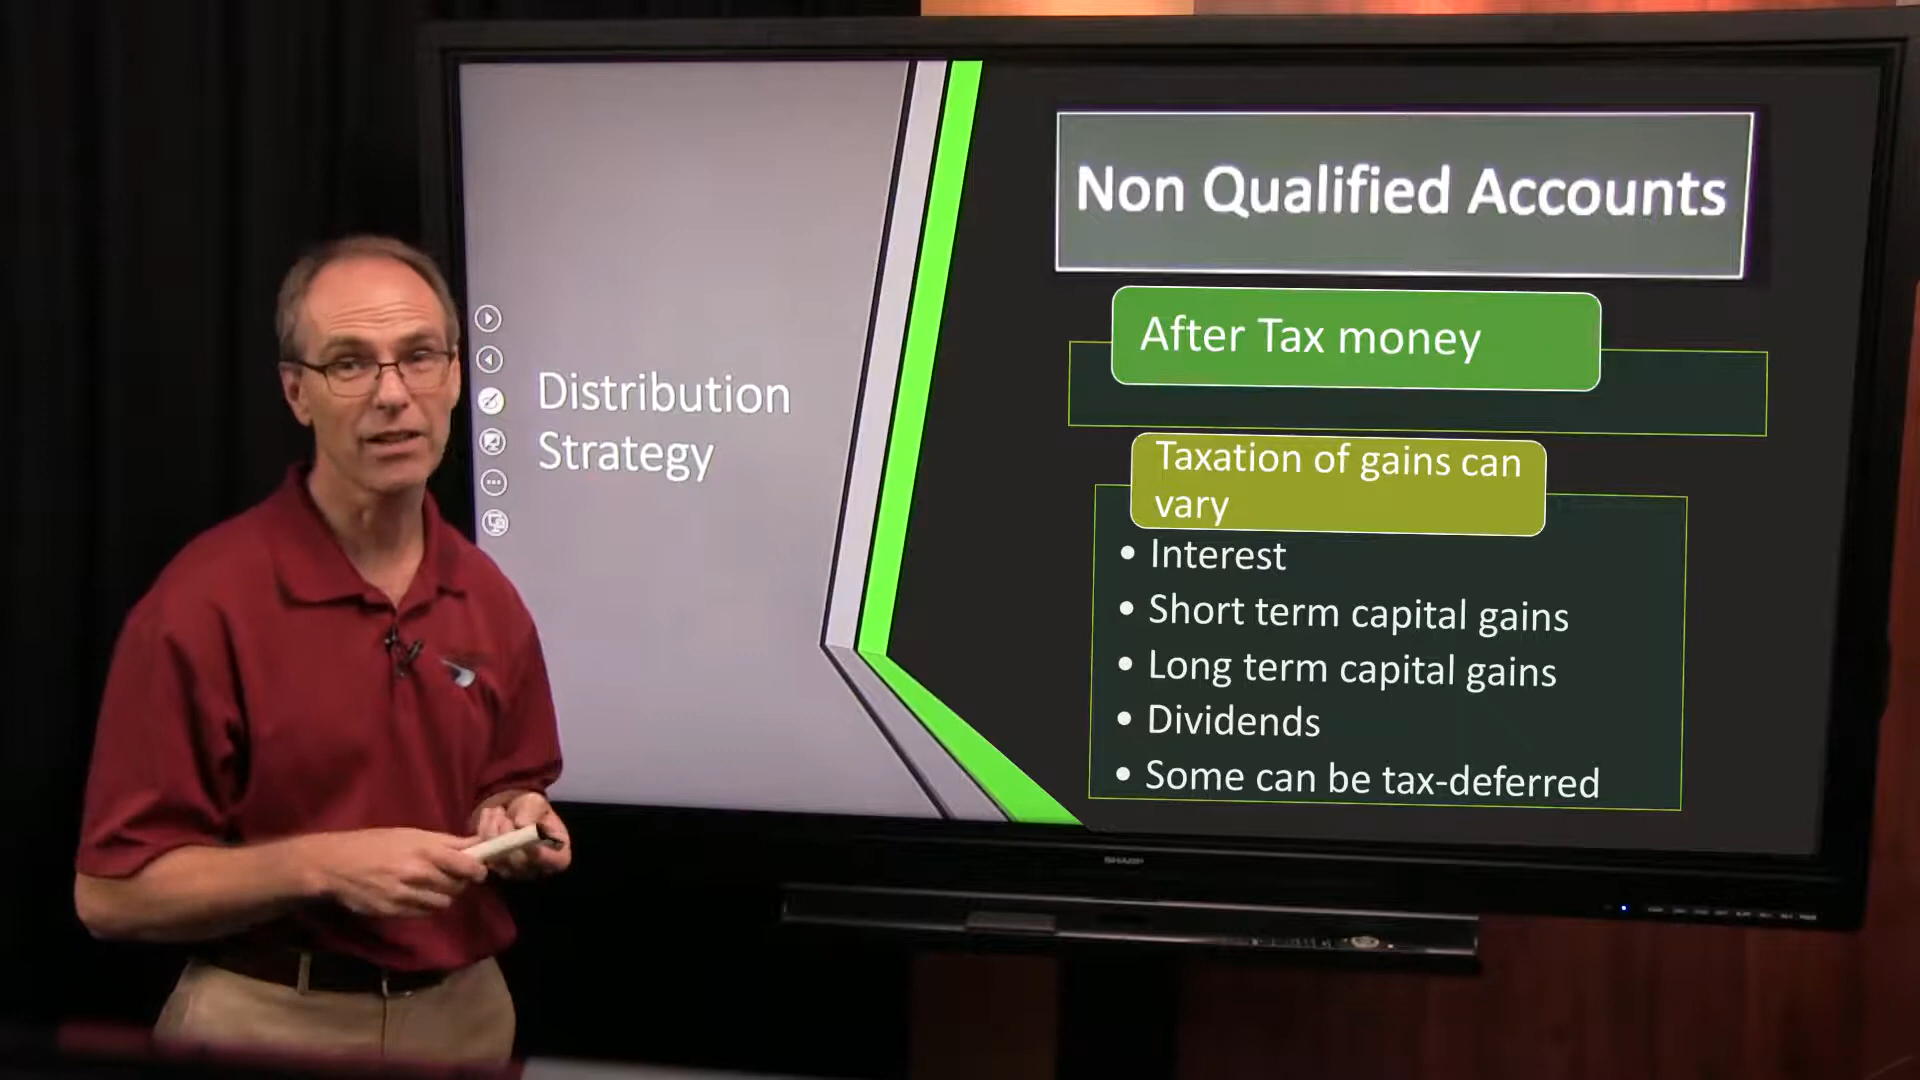 Distribution
Strategy
Non Qualified Accounts
After Tax money
Taxation of gains can
vary
• Interest
• Short term capital gains
• Long term capital gains
• Dividends
• Some can be tax-deferred
SHARP